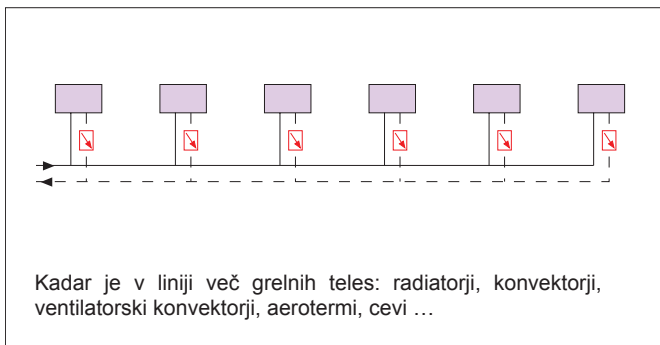 Kadar je v liniji več grelnih teles: radiatorji, konvektorji,
ventilatorski konvektorji, aerotermi, cevi …